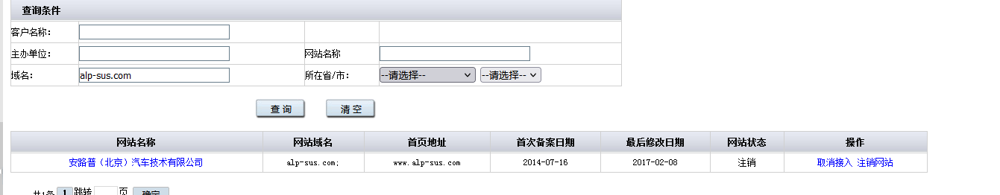 查询条件
客户名称：
主办单位： 网站名称
域名： alp-sus.com 所在省/市： --请选择-- --请选择--
查 询 清 空
网站名称 网站域名 首页地址 首次备案日期 最后修改日期 网站状态 操作
安路普（北京）汽车技术有限公司 alp-sus.com; www.alp-sus.com 2014-07-16 2017-02-08 注销 取消接入 注销网站
共1条 1 跳转 页 确定